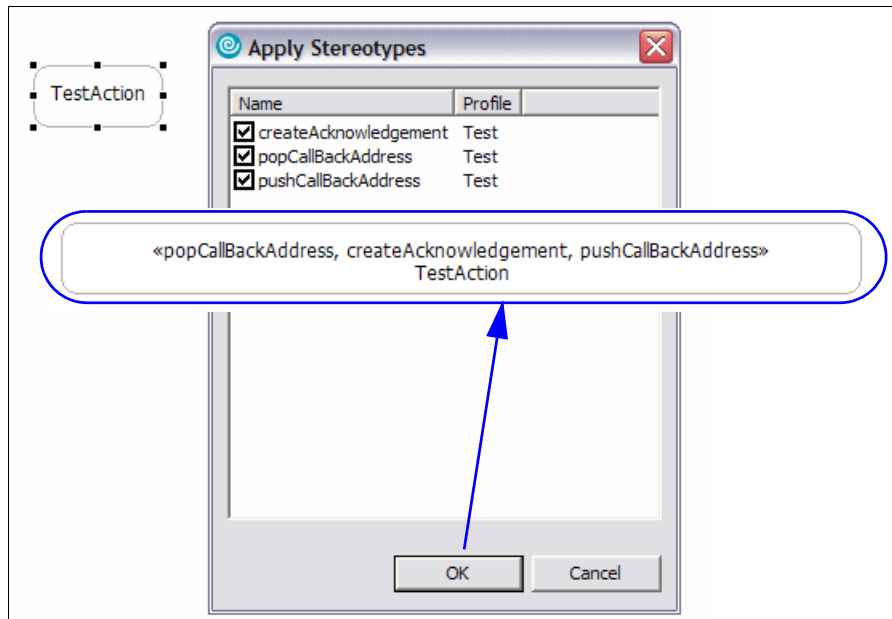 Apply Stereotypes
TestAction
Name Profile
createAcknowledgement Test
popCallBackAddress Test
pushCallBackAddress Test
«popCallBackAddress, createAcknowledgement, pushCallBackAddress»
TestAction
OK Cancel